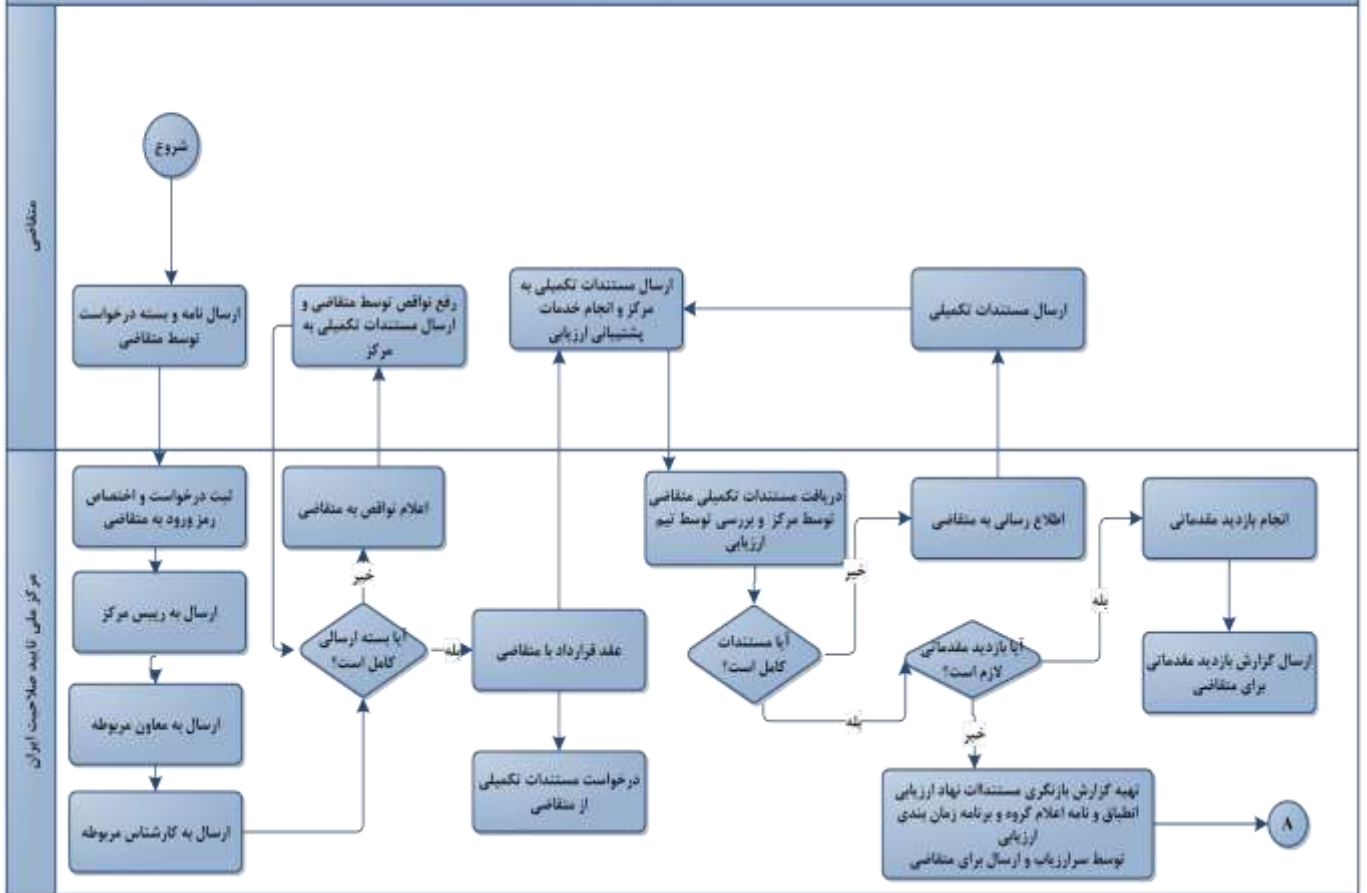 متقاضی
شروع
ارسال نامه و بسته درخواست
توسط متقاضی
رفع نواقص توسط متقاضی و
ارسال مستندات تکمیلی به
مرکز
ارسال مستندات تکمیلی به
مرکز و انجام خدمات
پشتیبانی ارزیابی
ارسال مستندات تکمیلی
مرکز ملی تایید صلاحیت ایران
ثبت درخواست و اختصاص
رمز ورود به متقاضی
ارسال به رییس مرکز
ارسال به معاون مربوطه
ارسال به کارشناس مربوطه
اعلام نواقص به متقاضی
خیر
آیا بسته ارسالی
کامل است؟
بله
عقد قرارداد با متقاضی
درخواست مستندات تکمیلی
از متقاضی
دریافت مستندات تکمیلی متقاضی
توسط مرکز و بررسی توسط تیم
ارزیابی
آیا مستندات
کامل است؟
خیر
بله
اطلاع رسانی به متقاضی
آیا بازدید مقدماتی
لازم است؟
بله
خیر
انجام بازدید مقدماتی
ارسال گزارش بازدید مقدماتی
برای متقاضی
تهیه گزارش بازنگری مستنداات نهاد ارزیابی
انطباق و نامه اعلام گروه و برنامه زمان بندی
ارزیابی
توسط سرارزیاب و ارسال برای متقاضی
A